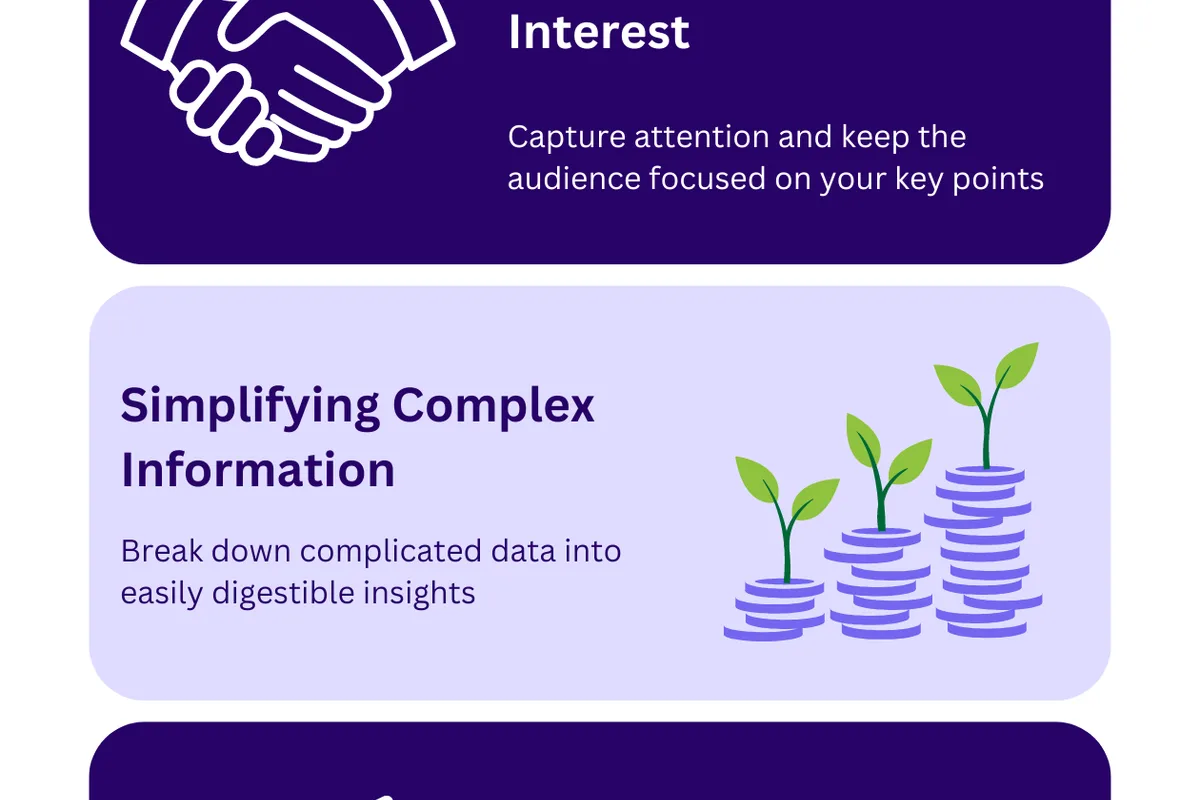 Interest
Capture attention and keep the
audience focused on your key points
Simplifying Complex
Information
Break down complicated data into
easily digestible insights